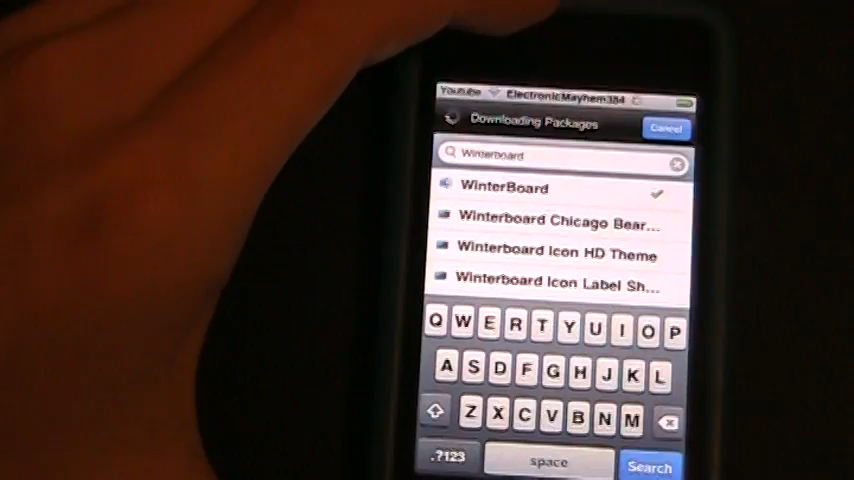 Youtube ElectronicMayhem384
Downloading Packages Cancel
Winterboard
WinterBoard
Winterboard Chicago Bear...
Winterboard Icon HD Theme
Winterboard Icon Label Sh...
Q W E R T Y U I O P
A S D F G H J K L
Z X C V B N M
.?123 space Search